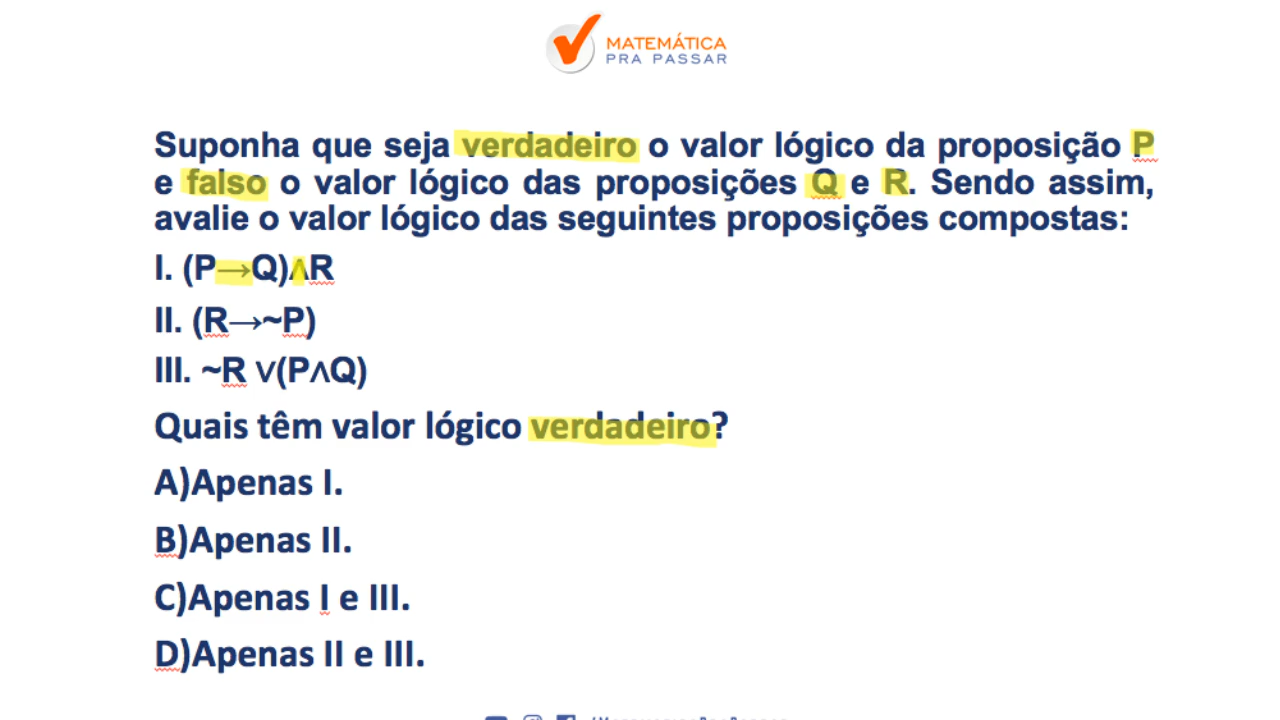 MATEMÁTICA
PRA PASSAR
Suponha que seja verdadeiro o valor lógico da proposição P
e falso o valor lógico das proposições Q e R. Sendo assim,
avalie o valor lógico das seguintes proposições compostas:
I. (P→Q)∧R
II. (R→~P)
III. ~R ∨(P∧Q)
Quais têm valor lógico verdadeiro?
A)Apenas I.
B)Apenas II.
C)Apenas I e III.
D)Apenas II e III.